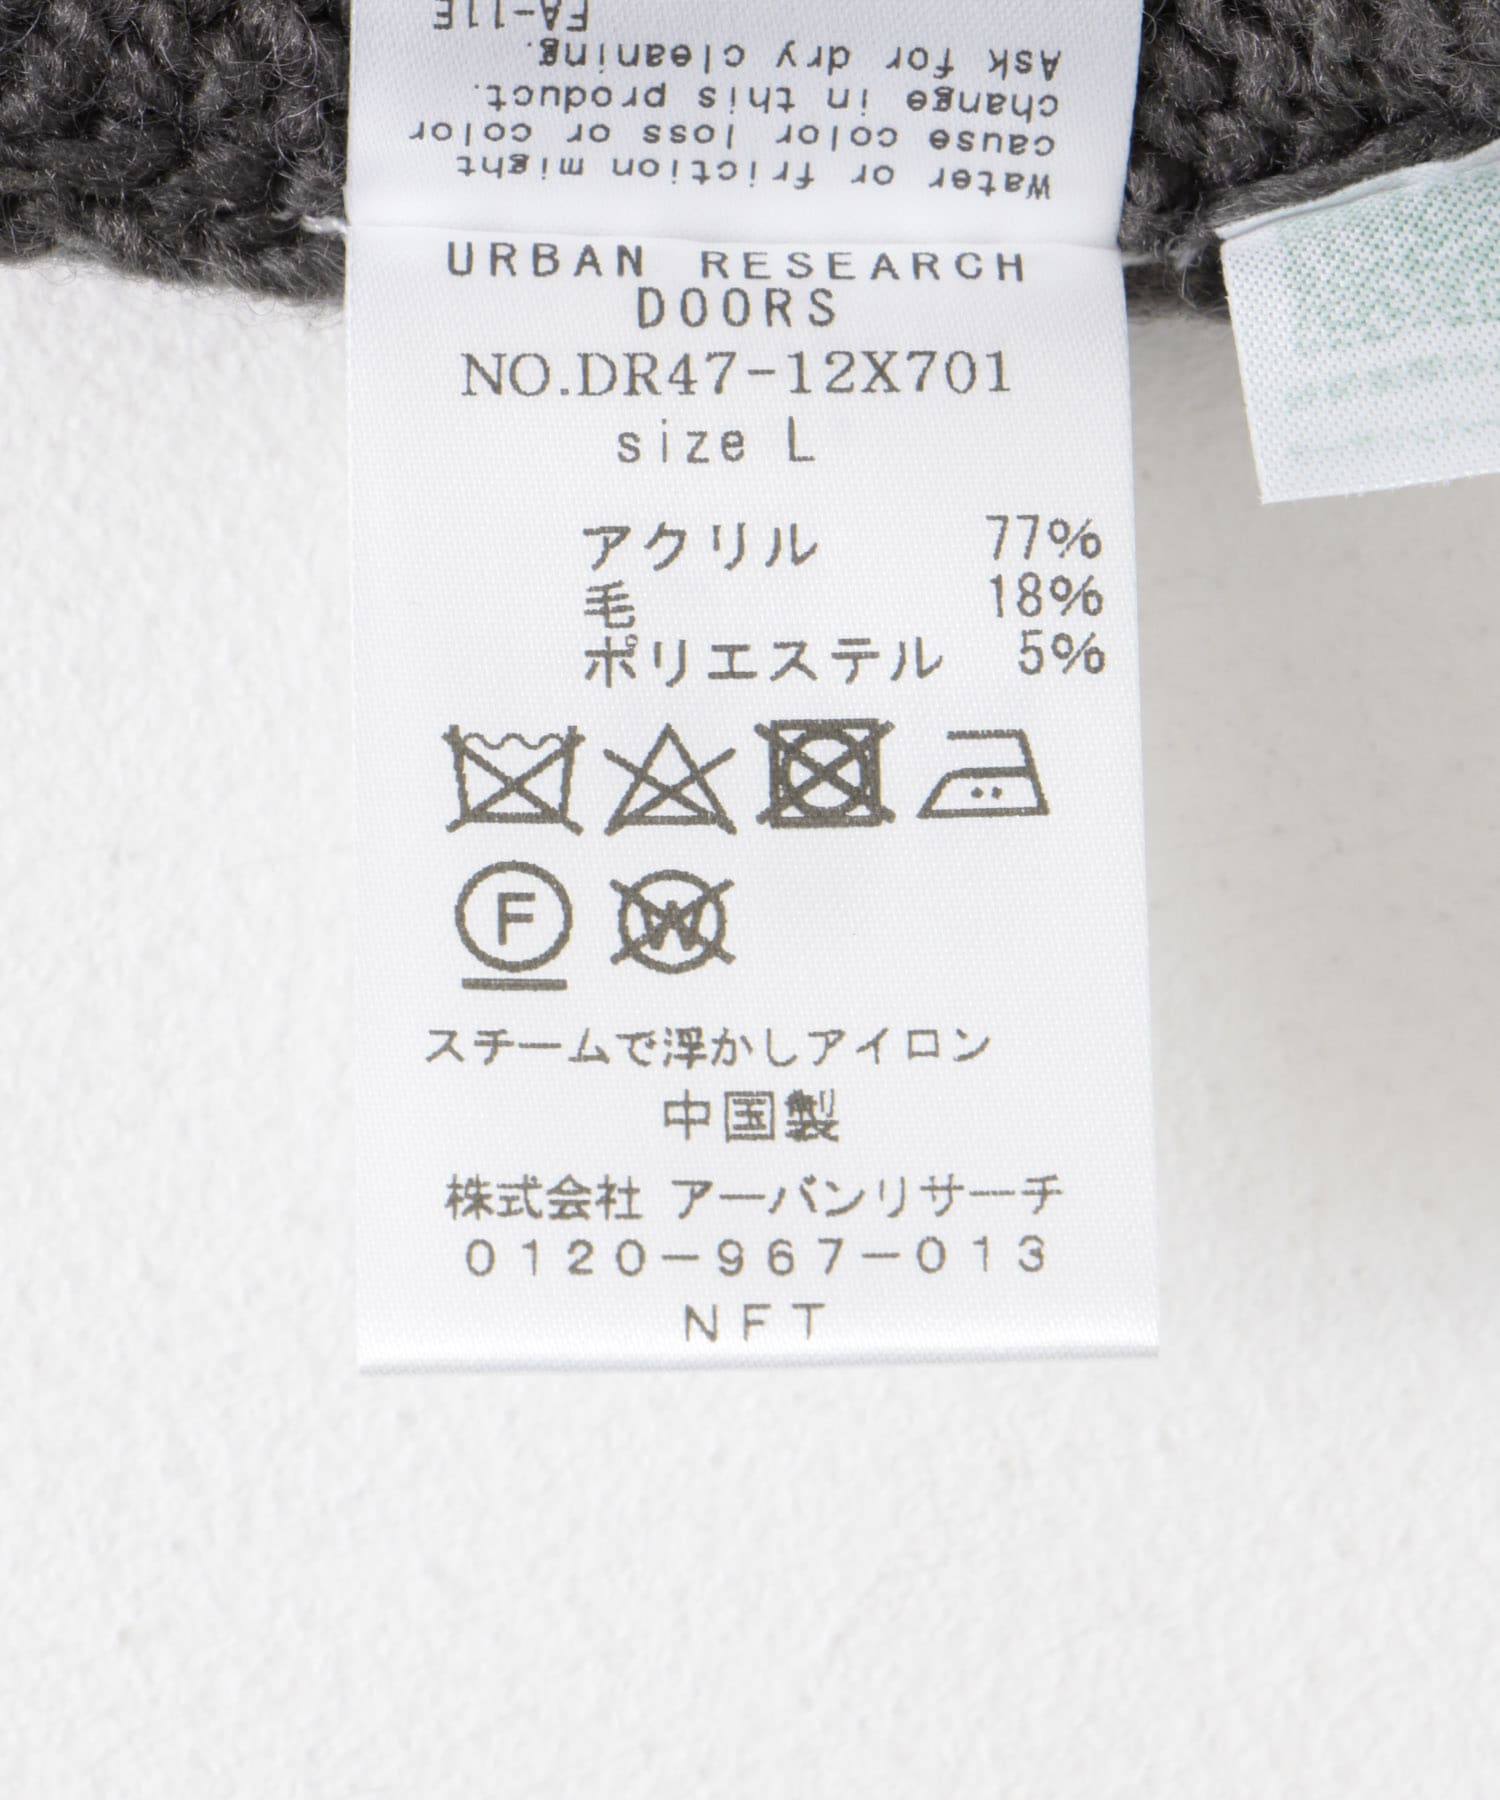 FA-11E
Ask for dry cleaning.
change in this product.
cause color loss or color
Water or friction might
URBAN RESEARCH
DOORS
NO.DR47-12X701
size L
アクリル 77%
毛 18%
ポリエステル 5%
F W
スチームで浮かしアイロン
中国製
株式会社 アーバンリサーチ
0120-967-013
NFT